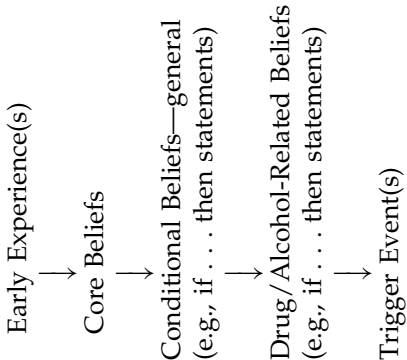 Early Experience(s)
Core Beliefs
Conditional Beliefs—general
(e.g., if . . . then statements)
Drug/Alcohol-Related Beliefs
(e.g., if . . . then statements)
Trigger Event(s)